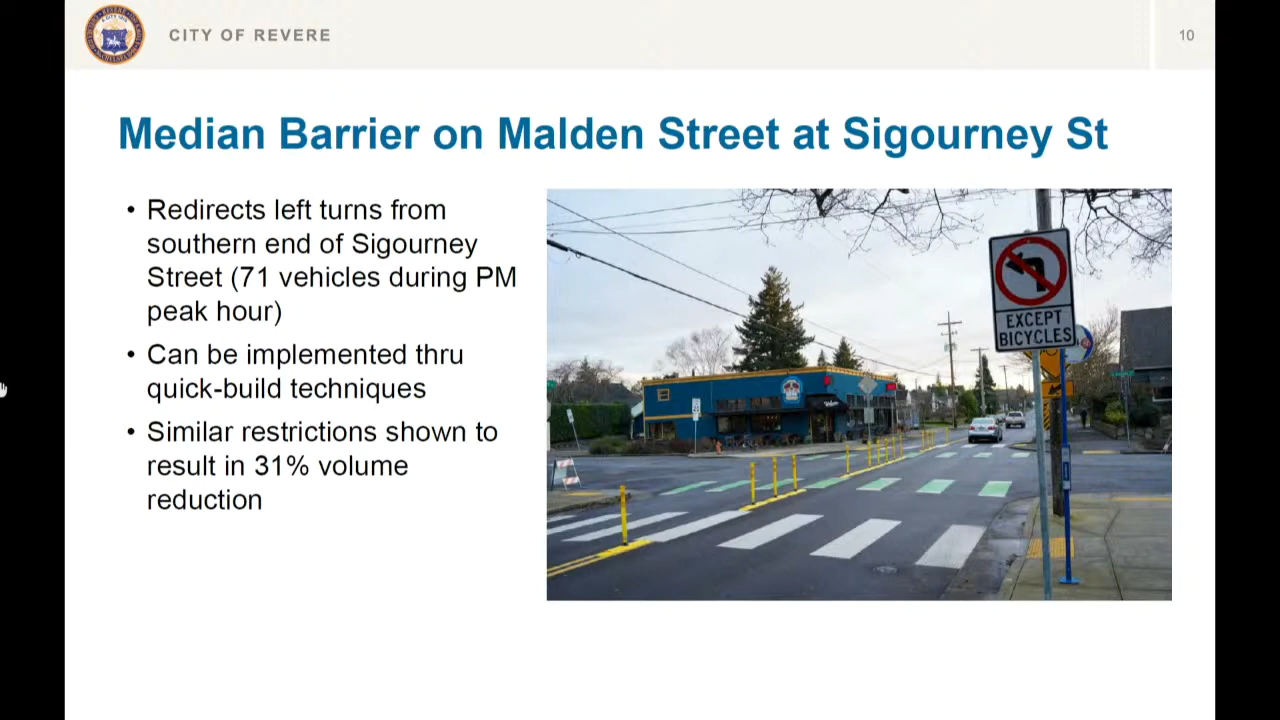 CITY OF REVERE
10
Median Barrier on Malden Street at Sigourney St
• Redirects left turns from
southern end of Sigourney
Street (71 vehicles during PM
peak hour)
• Can be implemented thru
quick-build techniques
• Similar restrictions shown to
result in 31% volume
reduction
EXCEPT
BICYCLES